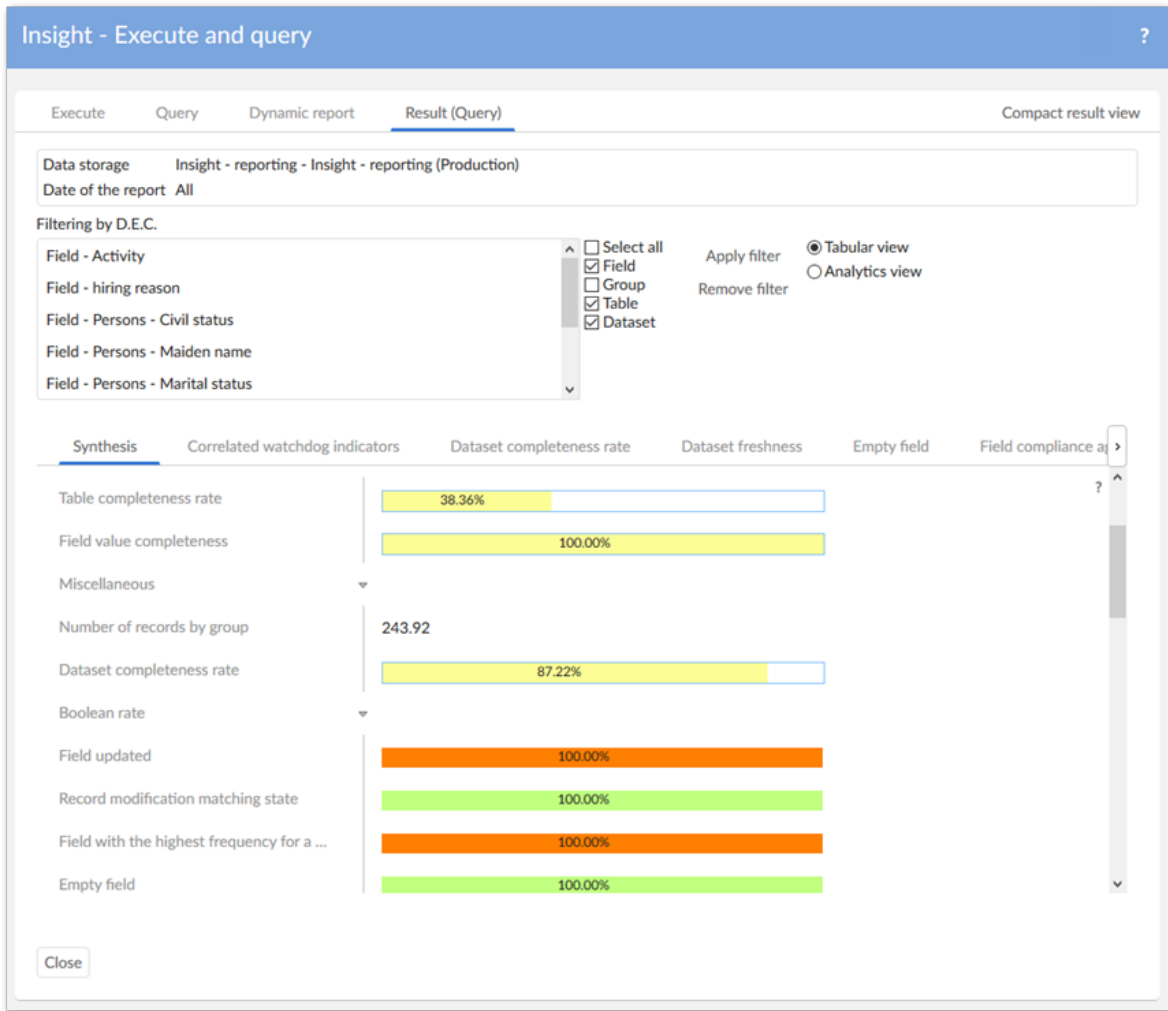 Insight - Execute and query ?
Execute Query Dynamic report Result (Query) Compact result view
Data storage Insight - reporting - Insight - reporting (Production)
Date of the report All
Filtering by D.E.C.
Field - Activity
Field - hiring reason
Field - Persons - Civil status
Field - Persons - Maiden name
Field - Persons - Marital status
Select all
Field
Group
Table
Dataset
Apply filter
Remove filter
Tabular view
Analytics view
Synthesis Correlated watchdog indicators Dataset completeness rate Dataset freshness Empty field Field compliance
?
Table completeness rate 38.36%
Field value completeness 100.00%
Miscellaneous
Number of records by group 243.92
Dataset completeness rate 87.22%
Boolean rate
Field updated 100.00%
Record modification matching state 100.00%
Field with the highest frequency for a ... 100.00%
Empty field 100.00%
Close